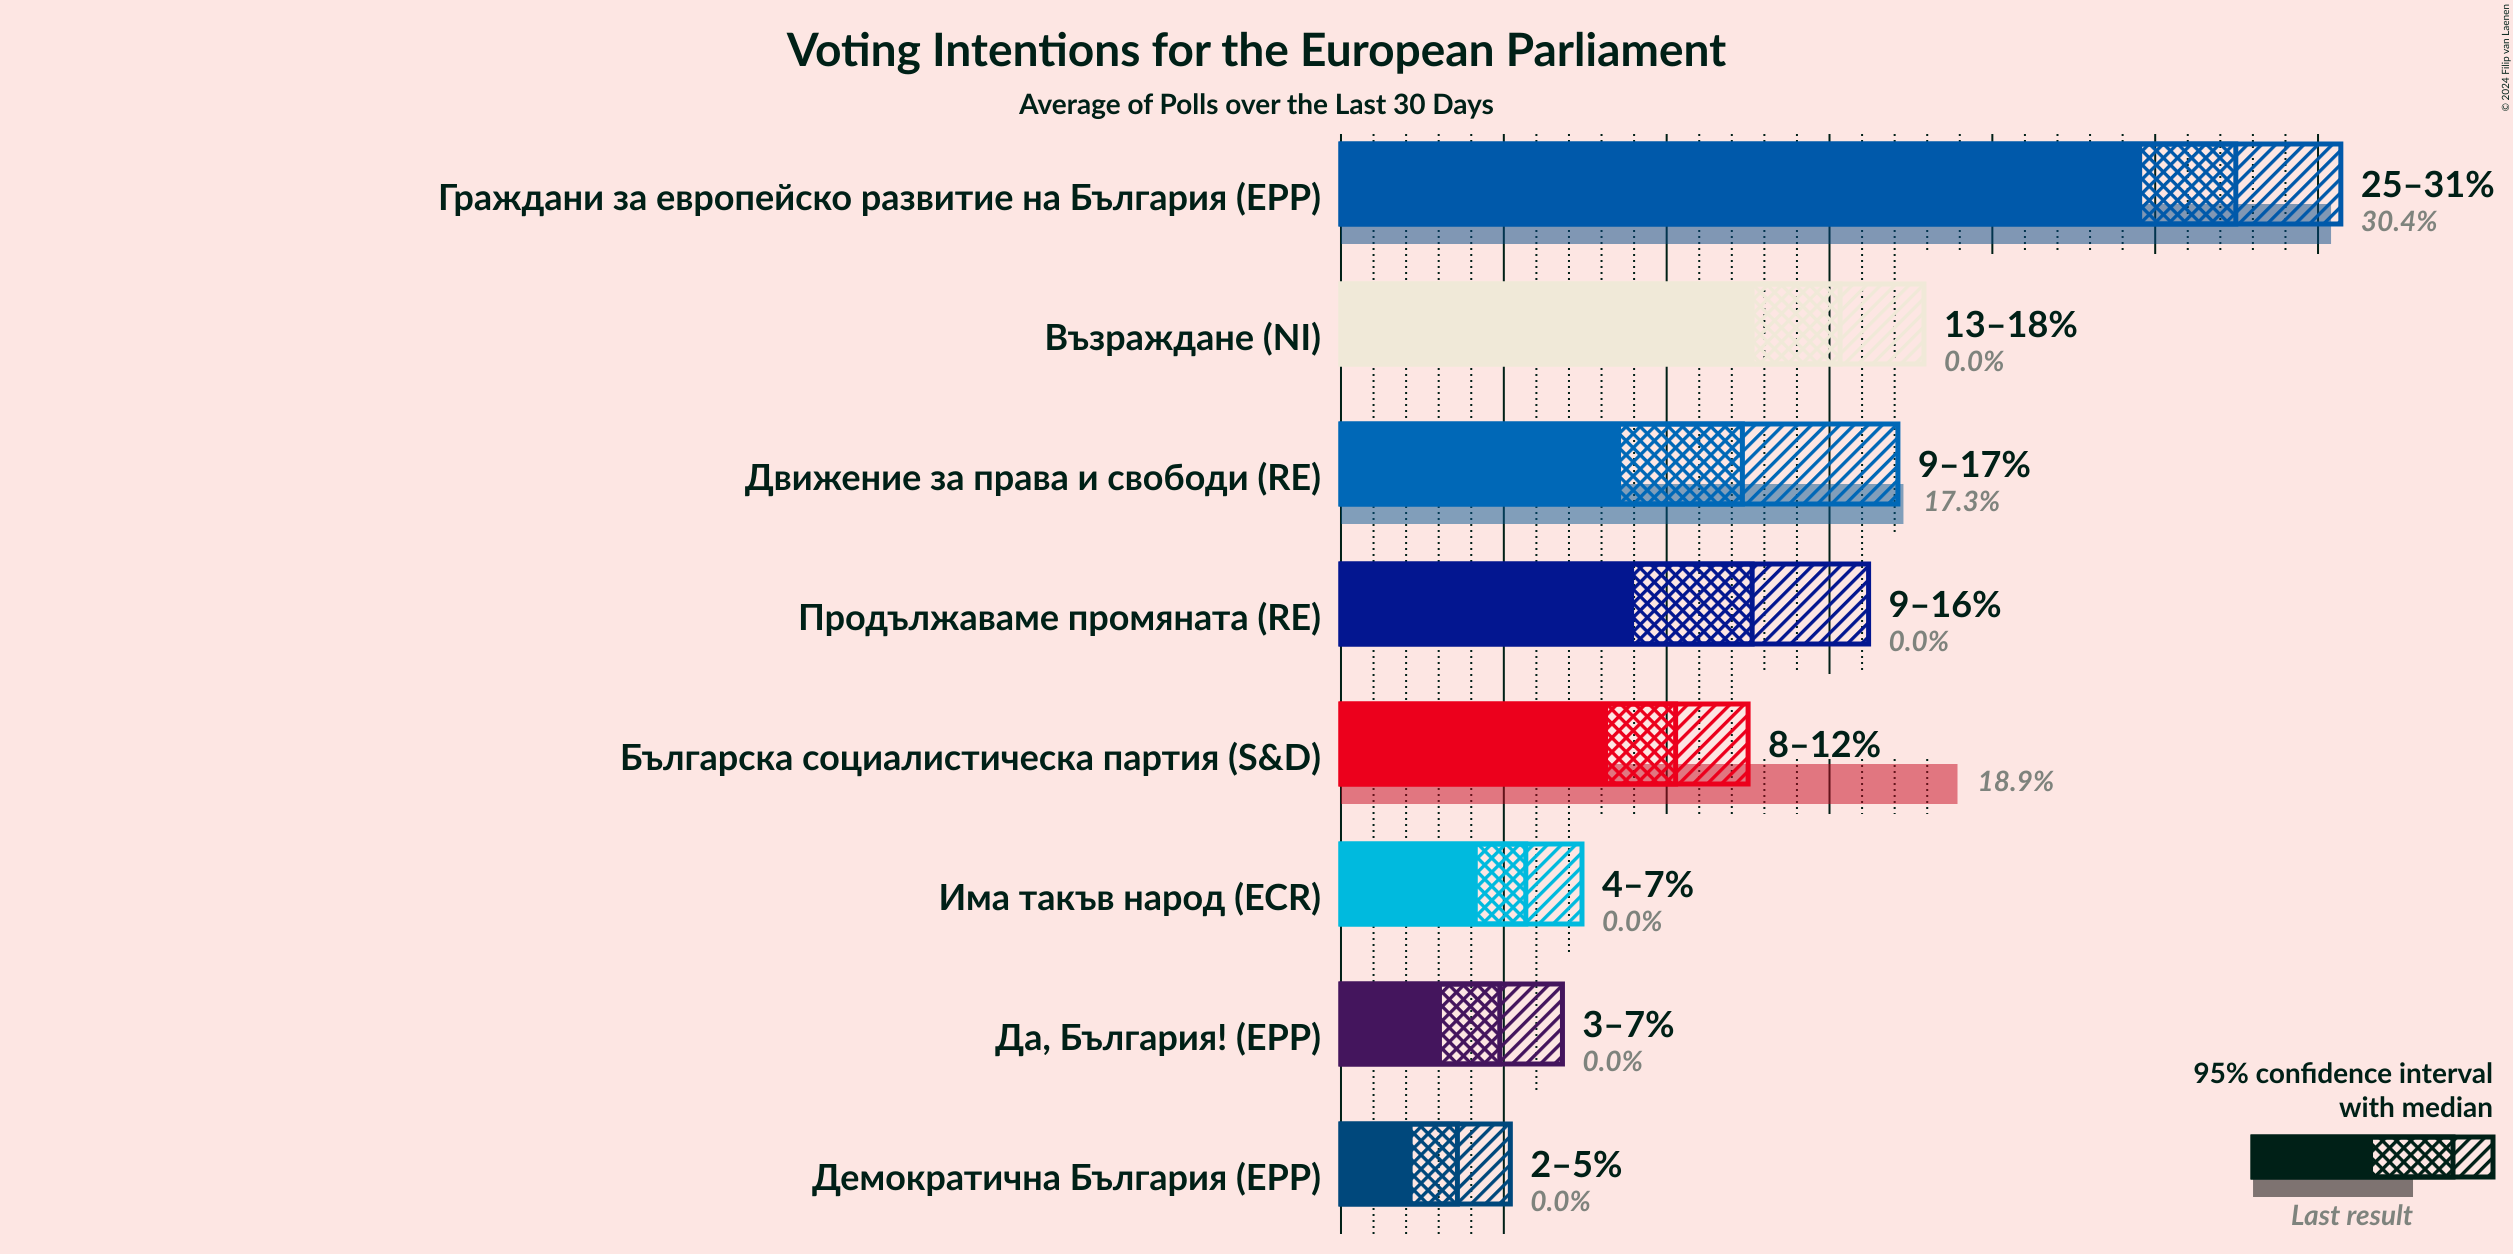 Voting Intentions for the European Parliament
Average of Polls over the Last 30 Days
© 2024 Filip van Laenen
Граждани за европейско развитие на България (EPP)
25–31%
30.4%
Възраждане (NI)
13–18%
0.0%
Движение за права и свободи (RE)
9–17%
17.3%
Продължаваме промяната (RE)
9–16%
0.0%
Българска социалистическа партия (S&D)
8–12%
18.9%
Има такъв народ (ECR)
4–7%
0.0%
Да, България! (EPP)
3–7%
0.0%
Демократична България (EPP)
2–5%
0.0%
95% confidence interval
with median
Last result